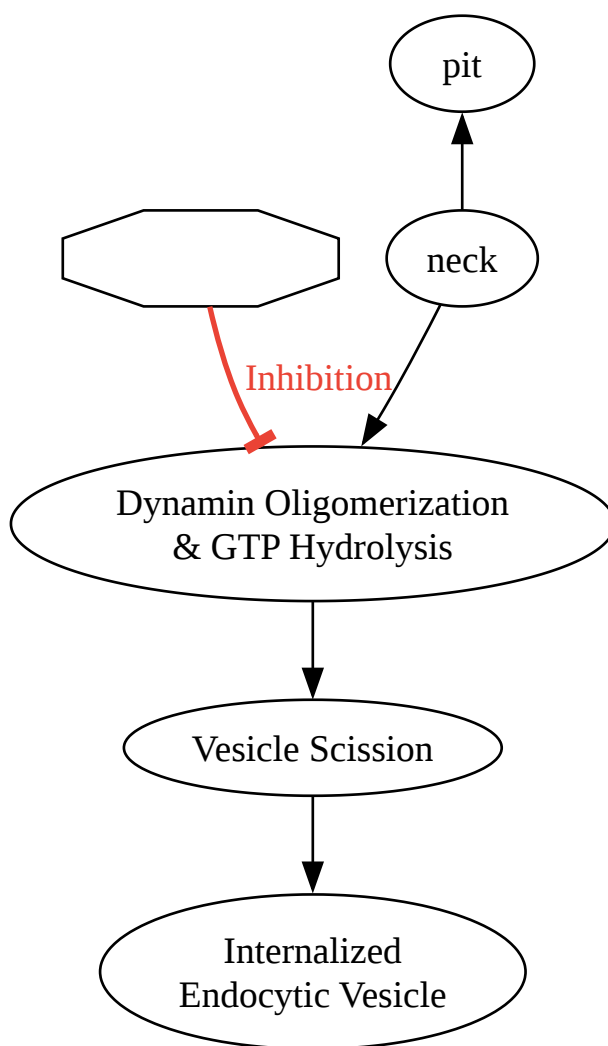 pit
neck
Inhibition
Dynamin Oligomerization
& GTP Hydrolysis
Vesicle Scission
Internalized
Endocytic Vesicle